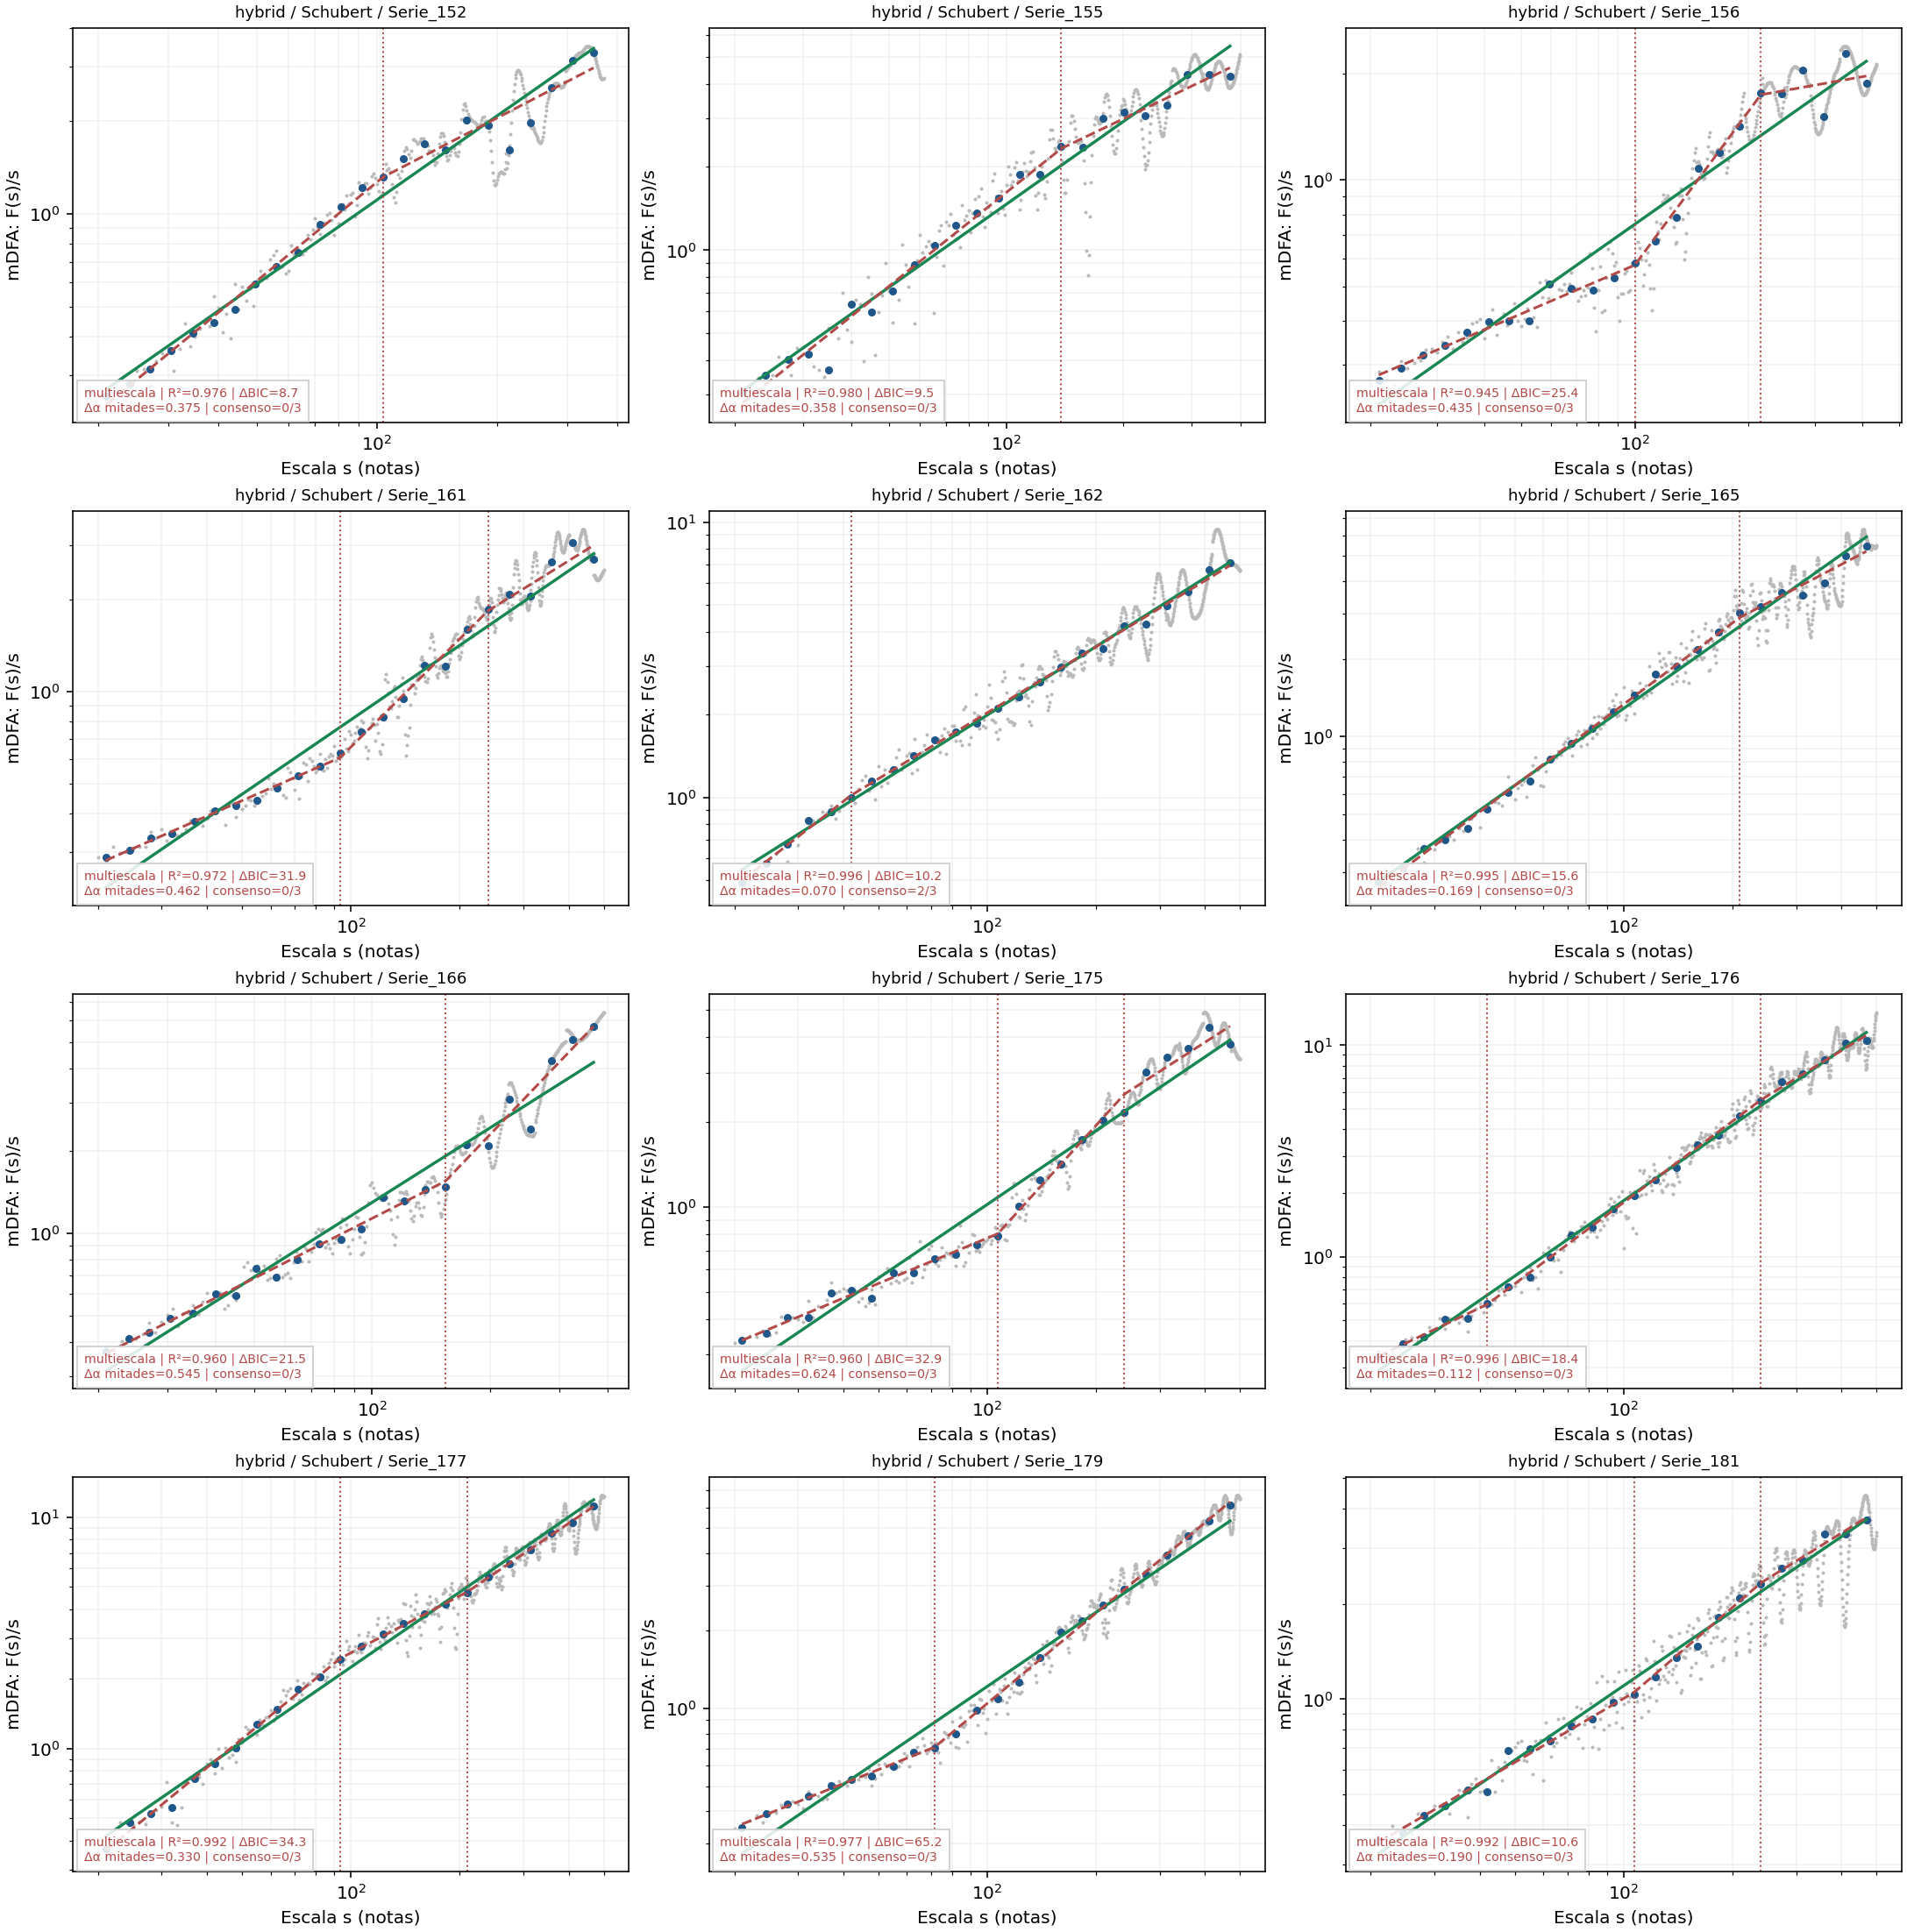 hybrid / Schubert / Serie_152
hybrid / Schubert / Serie_155
hybrid / Schubert / Serie_156
mDFA: F(s)/s
10⁰
multiescala | R²=0.976 | ΔBIC=8.7
Δα mitades=0.375 | consenso=0/3
10²
Escala s (notas)
mDFA: F(s)/s
10⁰
multiescala | R²=0.980 | ΔBIC=9.5
Δα mitades=0.358 | consenso=0/3
10²
Escala s (notas)
mDFA: F(s)/s
10⁰
multiescala | R²=0.945 | ΔBIC=25.4
Δα mitades=0.435 | consenso=0/3
10²
Escala s (notas)
hybrid / Schubert / Serie_161
hybrid / Schubert / Serie_162
hybrid / Schubert / Serie_165
mDFA: F(s)/s
10⁰
multiescala | R²=0.972 | ΔBIC=31.9
Δα mitades=0.462 | consenso=0/3
10²
Escala s (notas)
mDFA: F(s)/s
10¹
10⁰
multiescala | R²=0.996 | ΔBIC=10.2
Δα mitades=0.070 | consenso=2/3
10²
Escala s (notas)
mDFA: F(s)/s
10⁰
multiescala | R²=0.995 | ΔBIC=15.6
Δα mitades=0.169 | consenso=0/3
10²
Escala s (notas)
hybrid / Schubert / Serie_166
hybrid / Schubert / Serie_175
hybrid / Schubert / Serie_176
mDFA: F(s)/s
10⁰
multiescala | R²=0.960 | ΔBIC=21.5
Δα mitades=0.545 | consenso=0/3
10²
Escala s (notas)
mDFA: F(s)/s
10⁰
multiescala | R²=0.960 | ΔBIC=32.9
Δα mitades=0.624 | consenso=0/3
10²
Escala s (notas)
mDFA: F(s)/s
10¹
10⁰
multiescala | R²=0.996 | ΔBIC=18.4
Δα mitades=0.112 | consenso=0/3
10²
Escala s (notas)
hybrid / Schubert / Serie_177
hybrid / Schubert / Serie_179
hybrid / Schubert / Serie_181
mDFA: F(s)/s
10¹
10⁰
multiescala | R²=0.992 | ΔBIC=34.3
Δα mitades=0.330 | consenso=0/3
10²
Escala s (notas)
mDFA: F(s)/s
10⁰
multiescala | R²=0.977 | ΔBIC=65.2
Δα mitades=0.535 | consenso=0/3
10²
Escala s (notas)
mDFA: F(s)/s
10⁰
multiescala | R²=0.992 | ΔBIC=10.6
Δα mitades=0.190 | consenso=0/3
10²
Escala s (notas)